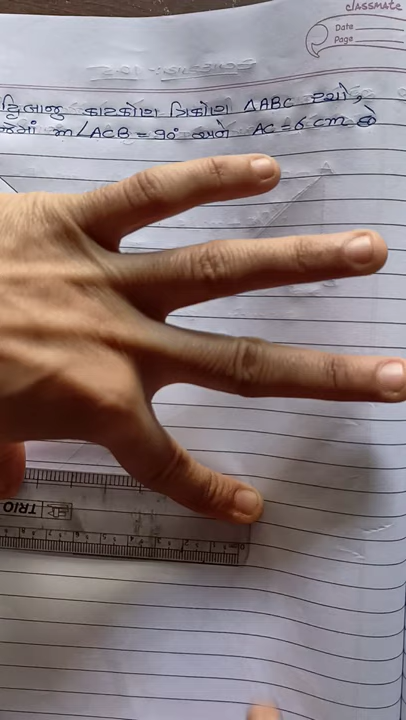 classmate
Date
Page
દ્વિબાજુ કાટકોણ ત્રિકોણ ΔABC રચો,
જેમાં m∠ACB = 90° અને AC = 6 cm છે
TRIO